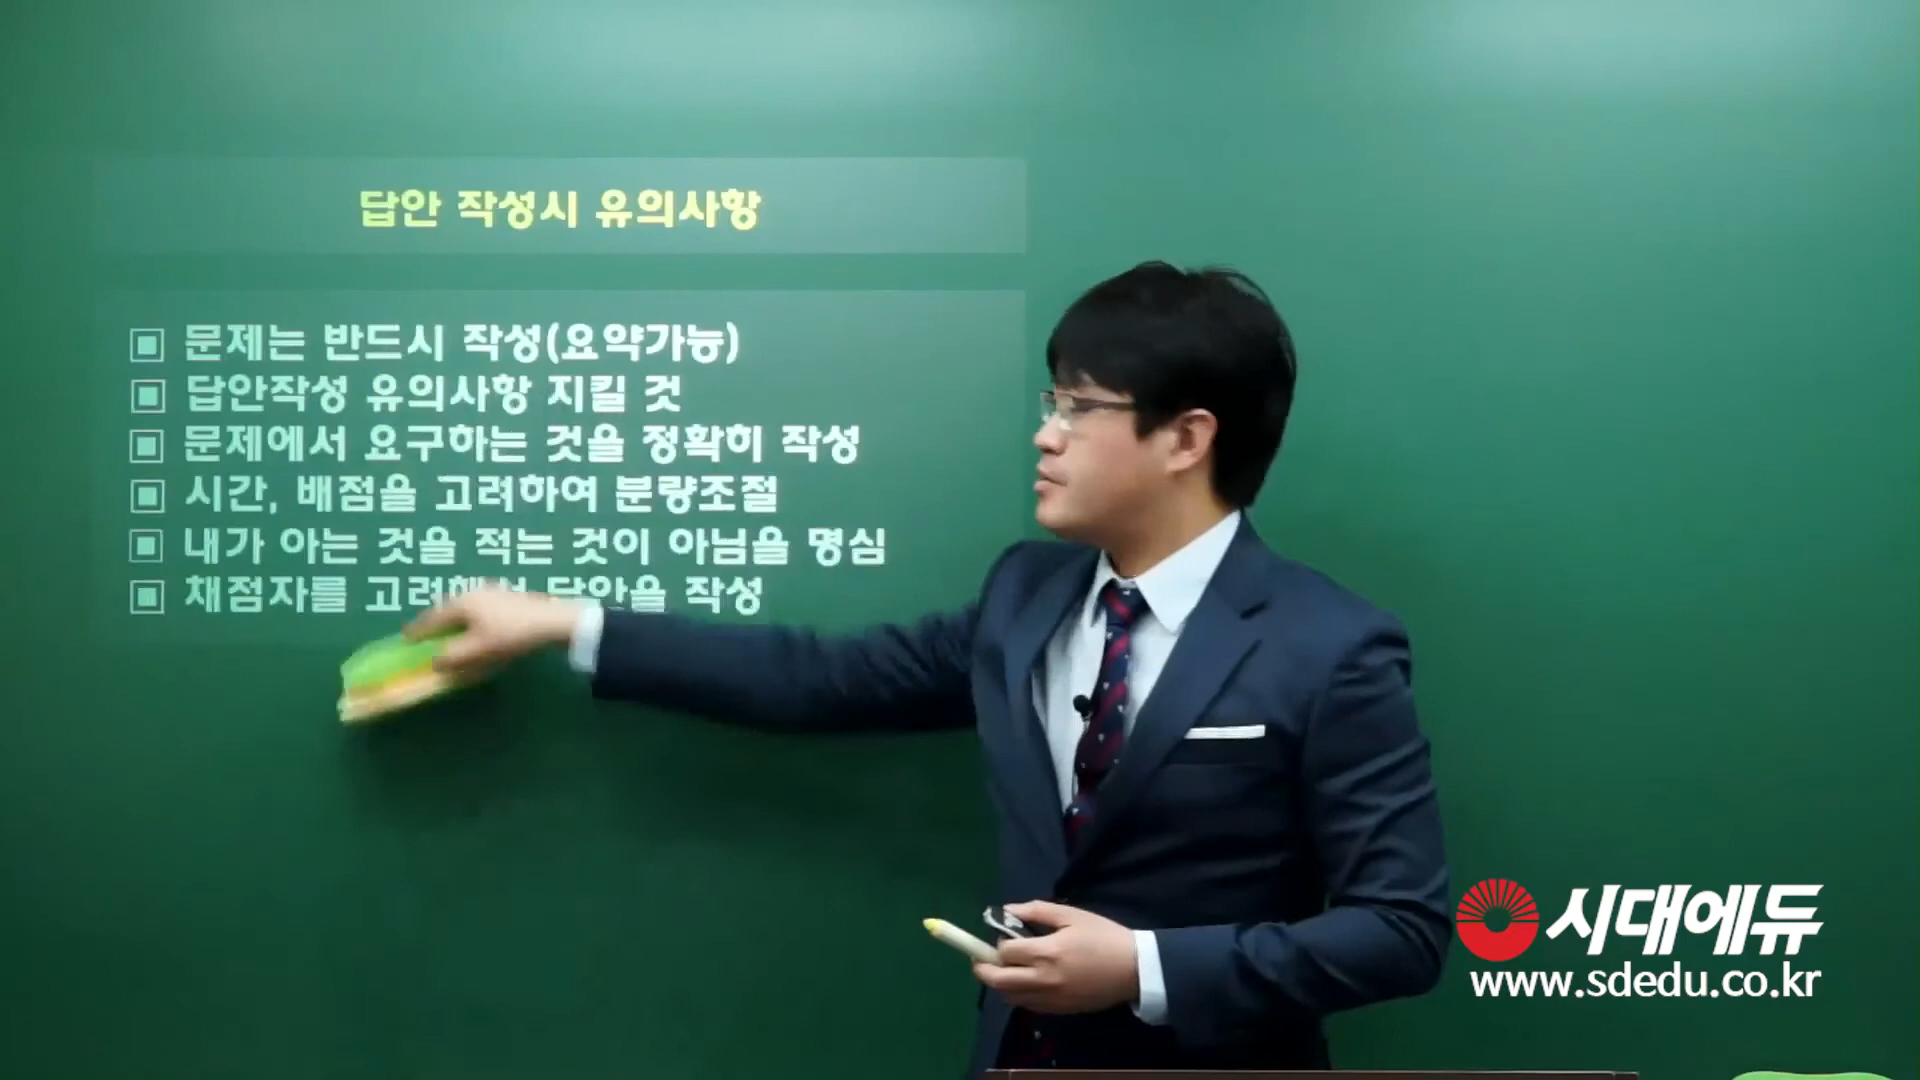 답안 작성시 유의사항
문제는 반드시 작성(요약가능)
답안작성 유의사항 지킬 것
문제에서 요구하는 것을 정확히 작성
시간, 배점을 고려하여 분량조절
내가 아는 것을 적는 것이 아님을 명심
채점자를 고려해서 답안을 작성
시대에듀
www.sdedu.co.kr